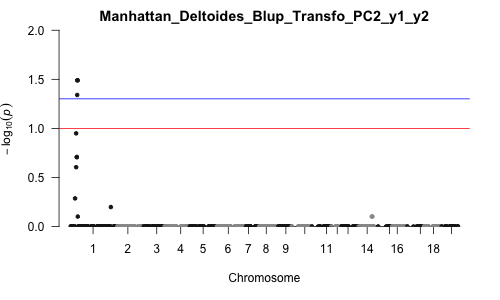 Manhattan_Deltoides_Blup_Transfo_PC2_y1_y2
2.0
1.5
1.0
0.5
0.0
− log10(p)
1 2 3 4 5 6 7 8 9 11 14 16 18
Chromosome